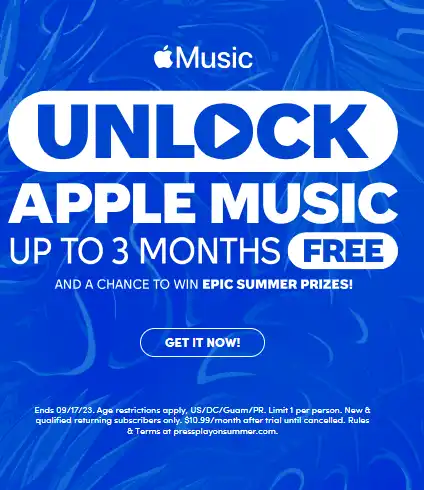 Music
UNLOCK
APPLE MUSIC
UP TO 3 MONTHS FREE
AND A CHANCE TO WIN EPIC SUMMER PRIZES!
GET IT NOW!
Ends 09/17/23. Age restrictions apply, US/DC/Guam/PR. Limit 1 per person. New &
qualified returning subscribers only. $10.99/month after trial until cancelled. Rules
& Terms at pressplayonsummer.com.